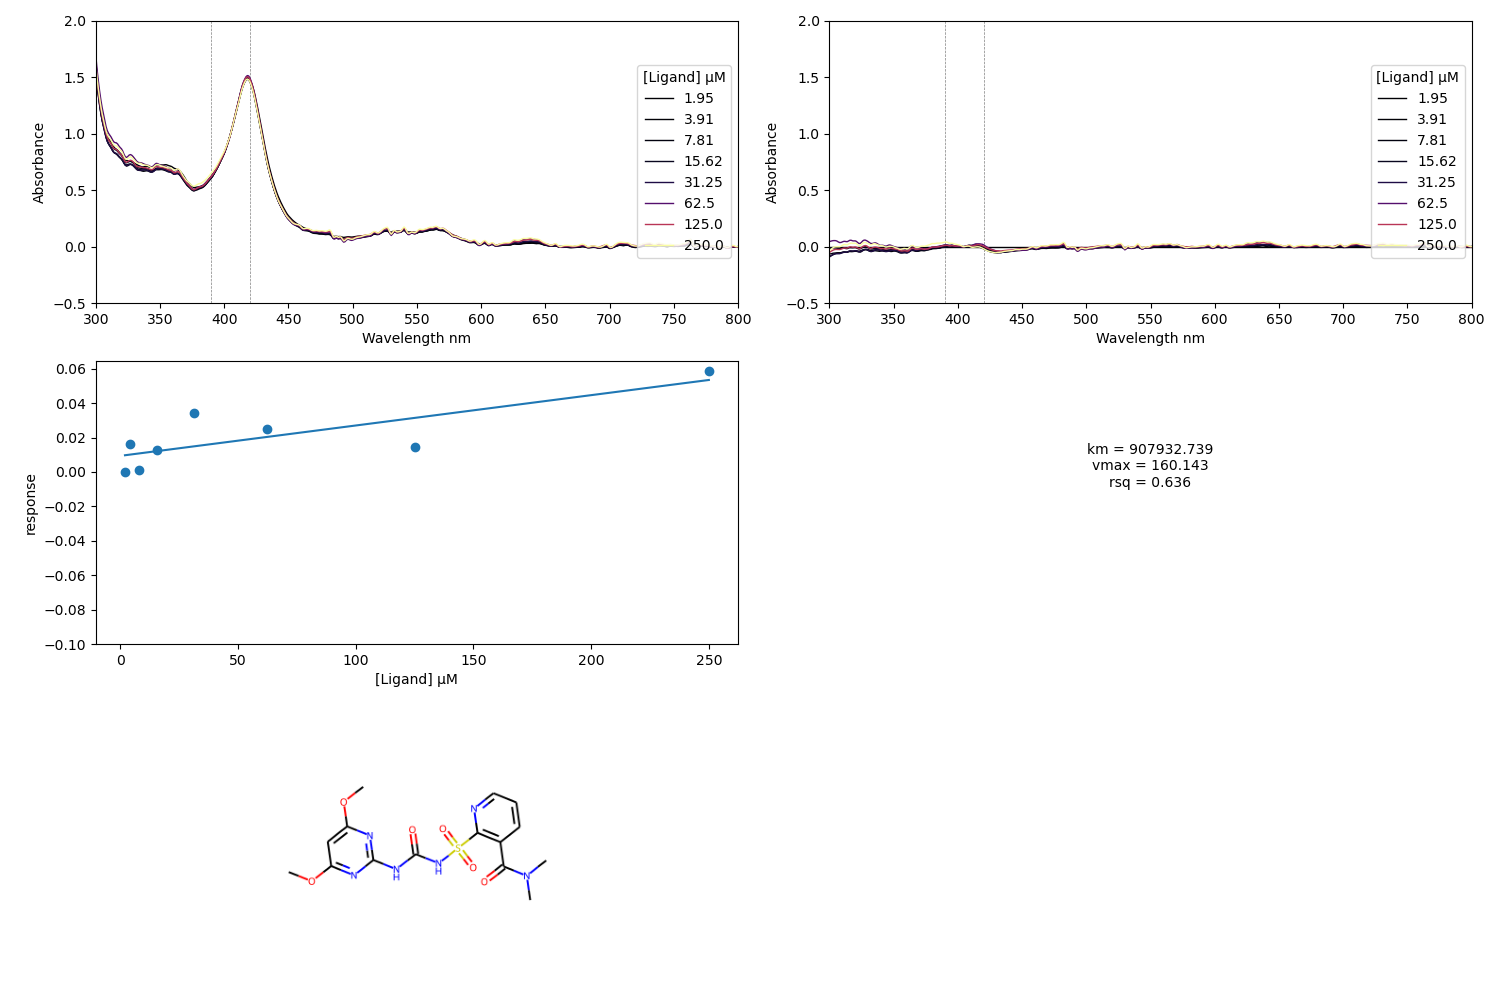 2.0
1.5
1.0
0.5
0.0
−0.5
Absorbance
300 350 400 450 500 550 600 650 700 750 800
Wavelength nm
[Ligand] µM
1.95
3.91
7.81
15.62
31.25
62.5
125.0
250.0
2.0
1.5
1.0
0.5
0.0
−0.5
Absorbance
300 350 400 450 500 550 600 650 700 750 800
Wavelength nm
[Ligand] µM
1.95
3.91
7.81
15.62
31.25
62.5
125.0
250.0
0.06
0.04
0.02
0.00
−0.02
−0.04
−0.06
−0.08
−0.10
response
0 50 100 150 200 250
[Ligand] µM
km = 907932.739
vmax = 160.143
rsq = 0.636
O
N
N
O
N
H
O
N
H
S
O
O
N
O
N